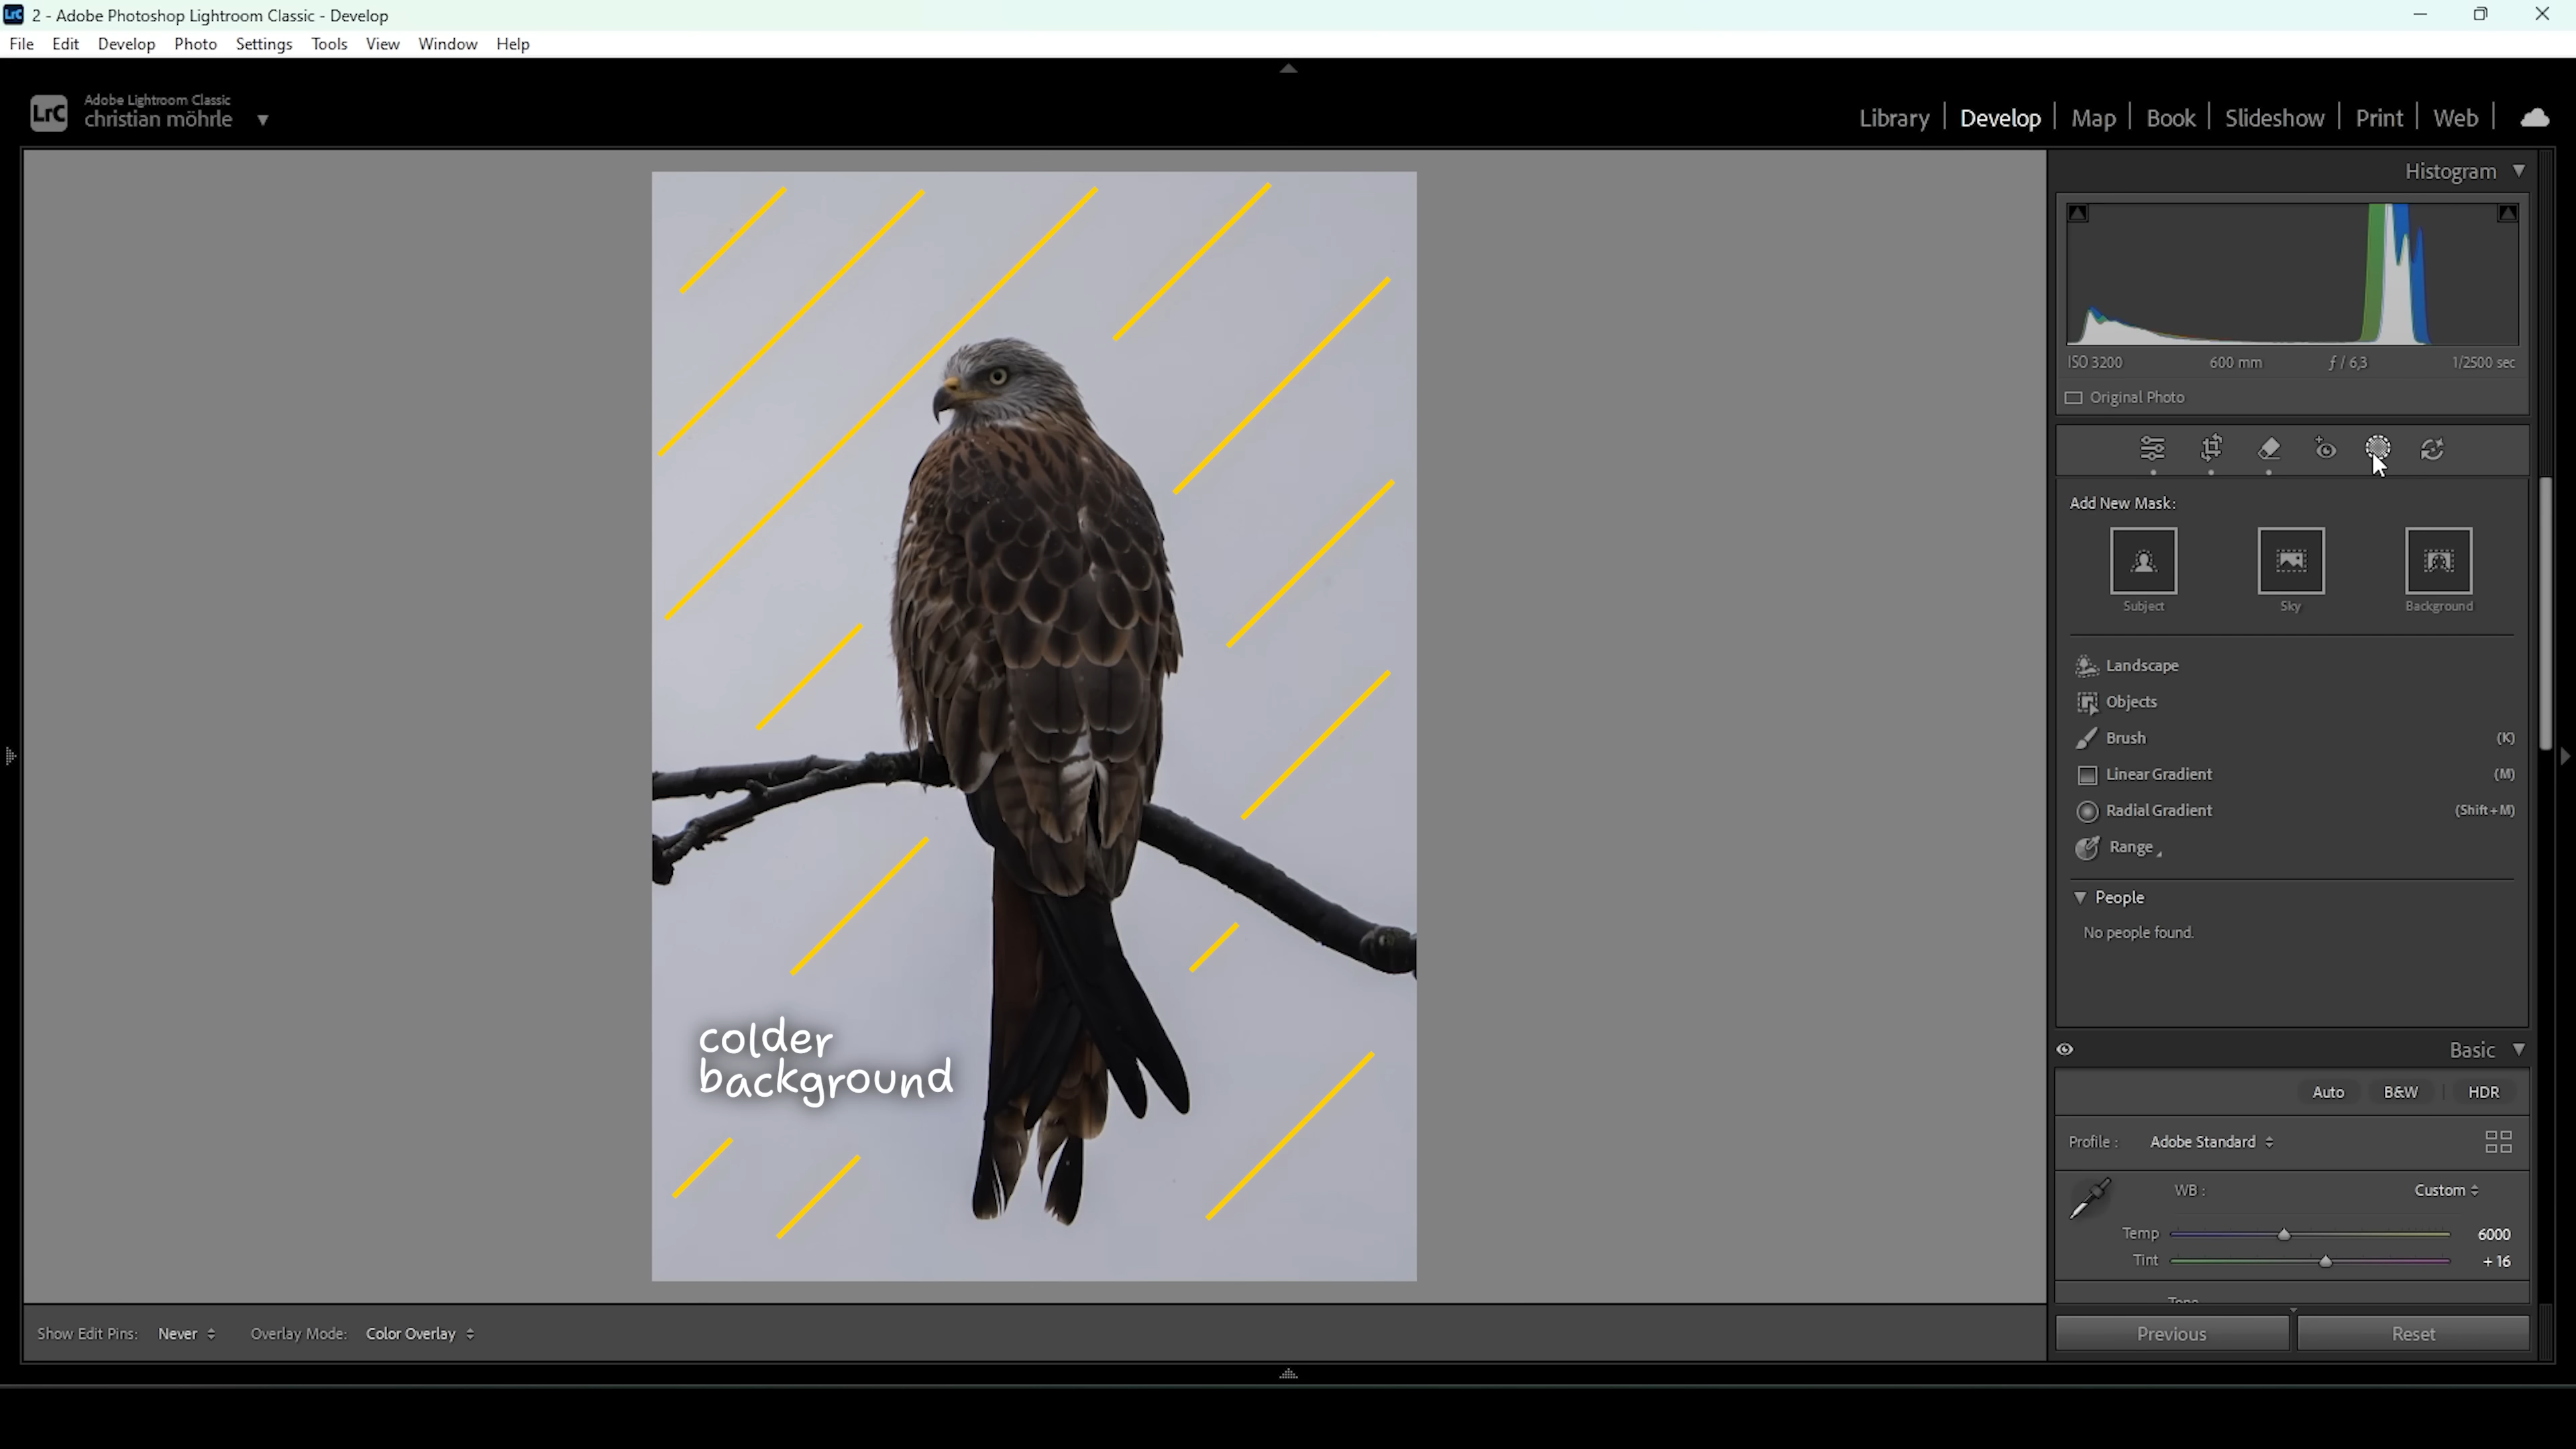 LrC 2 - Adobe Photoshop Lightroom Classic - Develop
File Edit Develop Photo Settings Tools View Window Help
LrC Adobe Lightroom Classic
christian möhrle
Library | Develop | Map | Book | Slideshow | Print | Web |
Histogram
ISO 3200 600 mm ƒ / 6,3 1/2500 sec
Original Photo
Add New Mask:
Subject Sky Background
Landscape
Objects
Brush (K)
Linear Gradient (M)
Radial Gradient (Shift+M)
Range
People
No people found.
colder
background
Basic
Auto B&W HDR
Profile : Adobe Standard
WB : Custom
Temp 6000
Tint + 16
Tone
Show Edit Pins: Never Overlay Mode: Color Overlay
Previous Reset